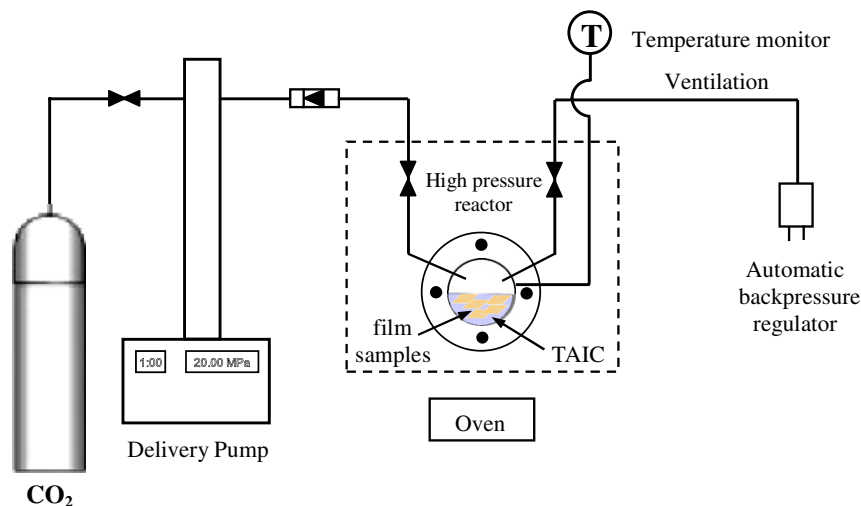 T
Temperature monitor
Ventilation
High pressure
reactor
Automatic
backpressure
regulator
film
samples
TAIC
1:00
20.00 MPa
Oven
Delivery Pump
CO₂